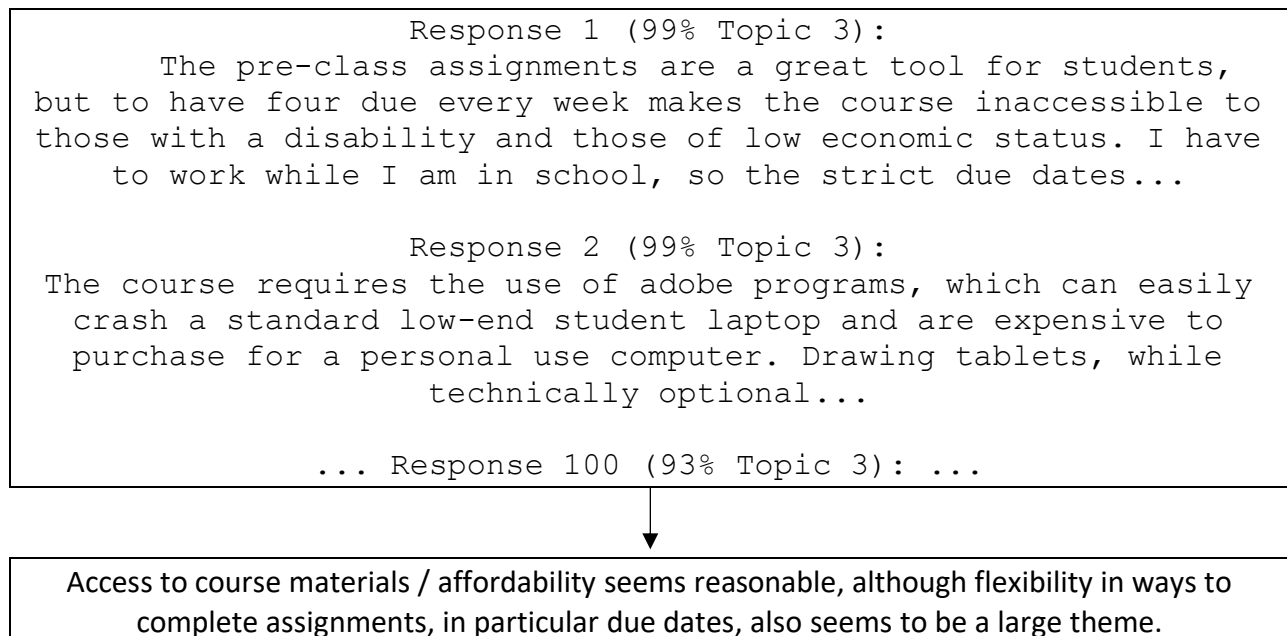 Response 1 (99% Topic 3):
The pre-class assignments are a great tool for students,
but to have four due every week makes the course inaccessible to
those with a disability and those of low economic status. I have
to work while I am in school, so the strict due dates...
Response 2 (99% Topic 3):
The course requires the use of adobe programs, which can easily
crash a standard low-end student laptop and are expensive to
purchase for a personal use computer. Drawing tablets, while
technically optional...
... Response 100 (93% Topic 3): ...
Access to course materials / affordability seems reasonable, although flexibility in ways to
complete assignments, in particular due dates, also seems to be a large theme.